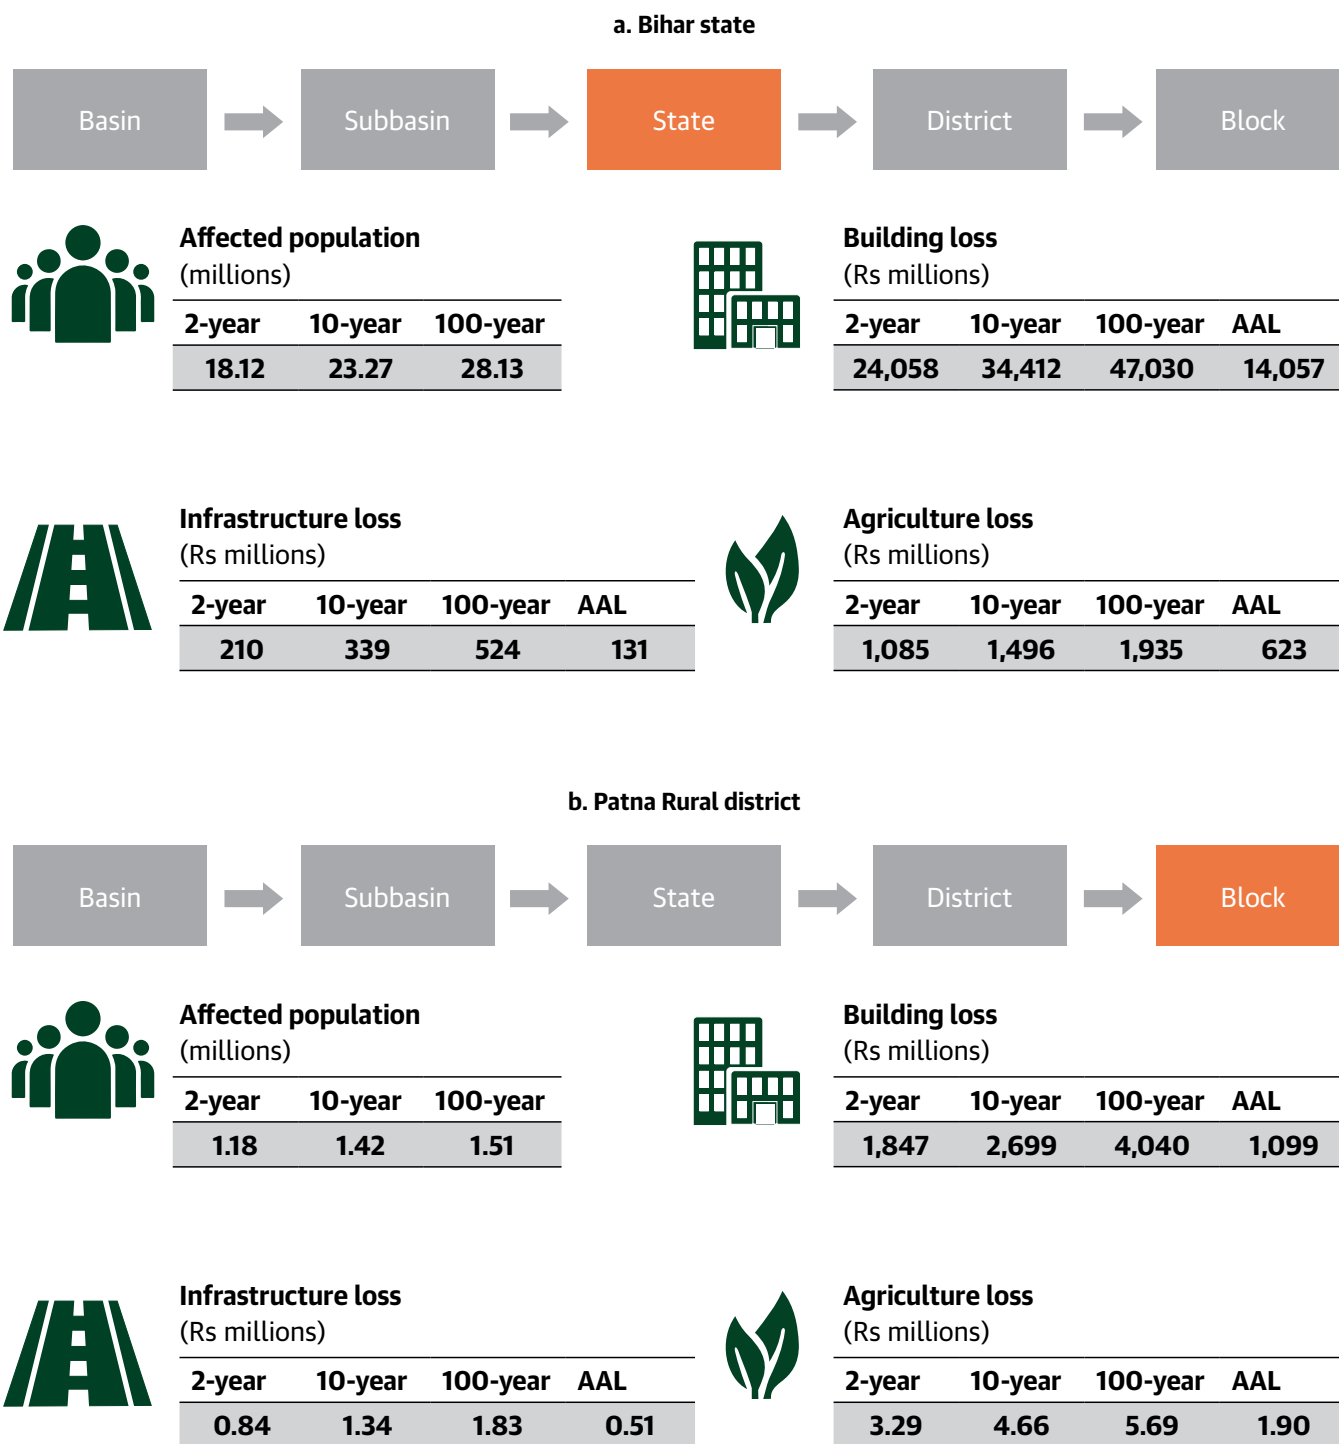 a. Bihar state
Basin Subbasin State District Block
Affected population
(millions)
2-year 10-year 100-year
18.12 23.27 28.13
Building loss
(Rs millions)
2-year 10-year 100-year AAL
24,058 34,412 47,030 14,057
Infrastructure loss
(Rs millions)
2-year 10-year 100-year AAL
210 339 524 131
Agriculture loss
(Rs millions)
2-year 10-year 100-year AAL
1,085 1,496 1,935 623
b. Patna Rural district
Basin Subbasin State District Block
Affected population
(millions)
2-year 10-year 100-year
1.18 1.42 1.51
Building loss
(Rs millions)
2-year 10-year 100-year AAL
1,847 2,699 4,040 1,099
Infrastructure loss
(Rs millions)
2-year 10-year 100-year AAL
0.84 1.34 1.83 0.51
Agriculture loss
(Rs millions)
2-year 10-year 100-year AAL
3.29 4.66 5.69 1.90